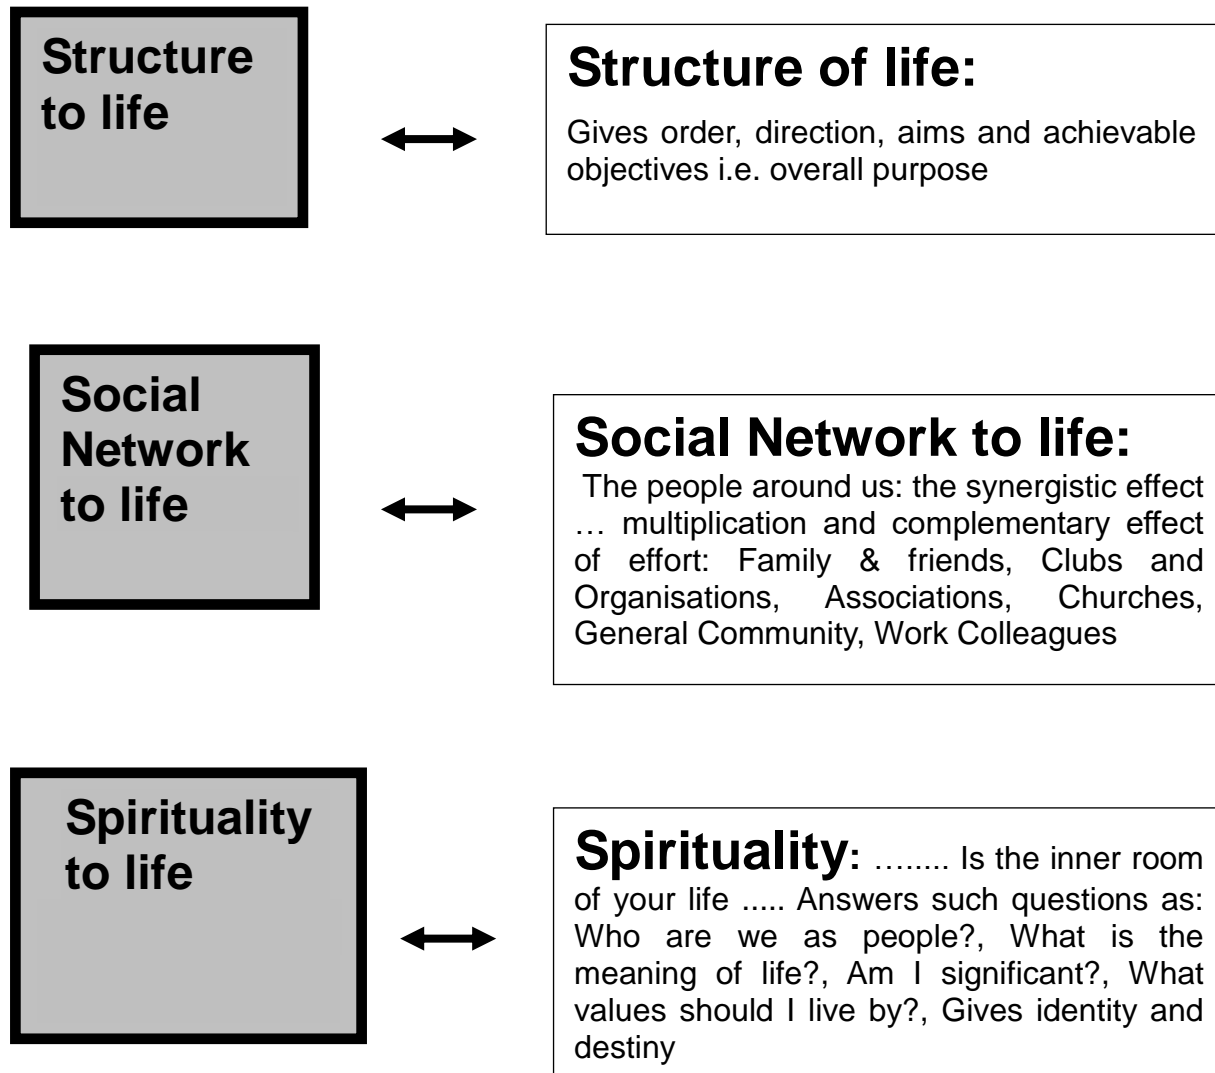 Structure
to life
Structure of life:
Gives order, direction, aims and achievable
objectives i.e. overall purpose
Social
Network
to life
Social Network to life:
The people around us: the synergistic effect
… multiplication and complementary effect
of effort: Family & friends, Clubs and
Organisations, Associations, Churches,
General Community, Work Colleagues
Spirituality
to life
Spirituality: …..... Is the inner room
of your life ..... Answers such questions as:
Who are we as people?, What is the
meaning of life?, Am I significant?, What
values should I live by?, Gives identity and
destiny